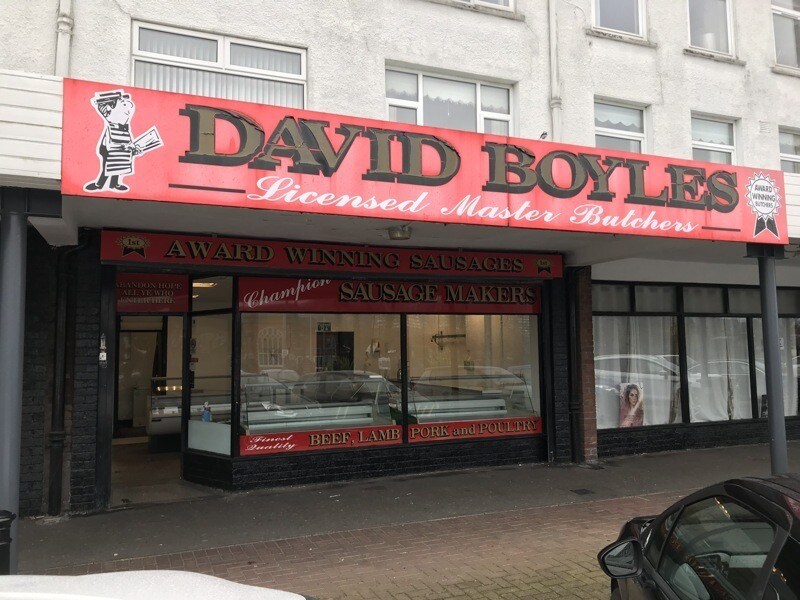 DAVID BOYLES
Licensed Master Butchers
AWARD
WINNING
BUTCHERS
1st
AWARD WINNING SAUSAGES
ABANDON HOPE
ALL YE WHO
ENTER HERE
Champion SAUSAGE MAKERS
Finest
Quality
BEEF, LAMB, PORK and POULTRY